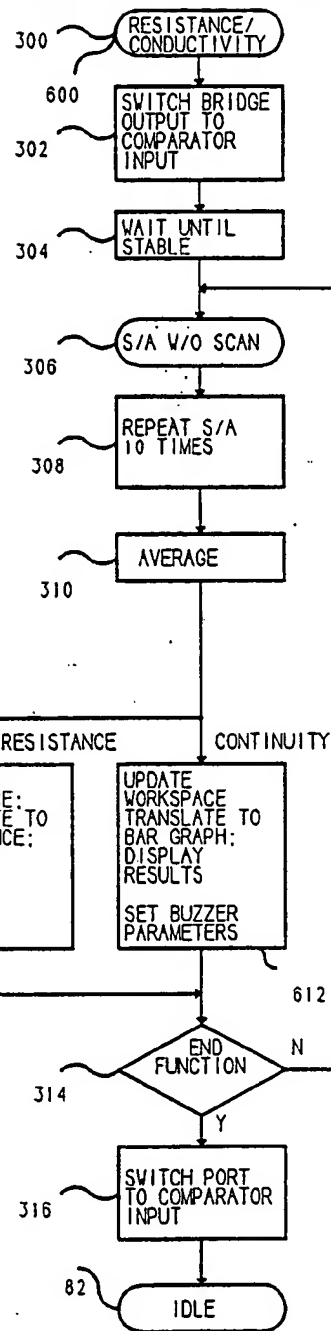 300
RESISTANCE/
CONDUCTIVITY
600
302
SWITCH BRIDGE
OUTPUT TO
COMPARATOR
INPUT
304
WAIT UNTIL
STABLE
306
S/A W/O SCAN
308
REPEAT S/A
10 TIMES
310
AVERAGE
RESISTANCE
CONTINUITY
E:
E TO
NCE:
UPDATE
WORKSPACE
TRANSLATE TO
BAR GRAPH:
DISPLAY
RESULTS
SET BUZZER
PARAMETERS
612
314
END
FUNCTION
N
Y
316
SWITCH PORT
TO COMPARATOR
INPUT
82
IDLE